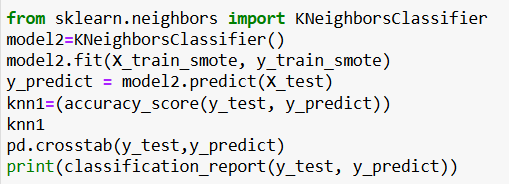 from sklearn.neighbors import KNeighborsClassifier
model2=KNeighborsClassifier()
model2.fit(X_train_smote, y_train_smote)
y_predict = model2.predict(X_test)
knn1=(accuracy_score(y_test, y_predict))
knn1
pd.crosstab(y_test,y_predict)
print(classification_report(y_test, y_predict))